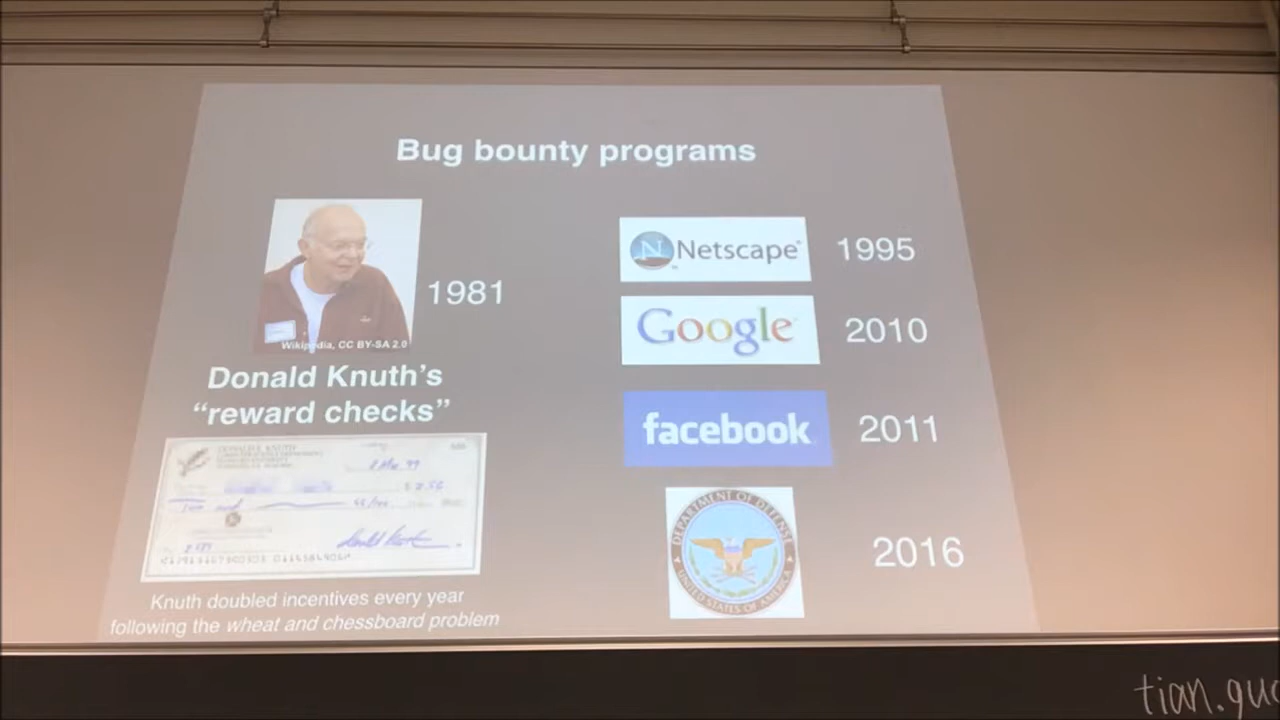 Bug bounty programs
1981
Wikipedia, CC BY-SA 2.0
Donald Knuth's
“reward checks”
DONALD E. KNUTH
Knuth doubled incentives every year
following the wheat and chessboard problem
Netscape
1995
Google
2010
facebook
2011
DEPARTMENT OF DEFENSE
UNITED STATES OF AMERICA
2016